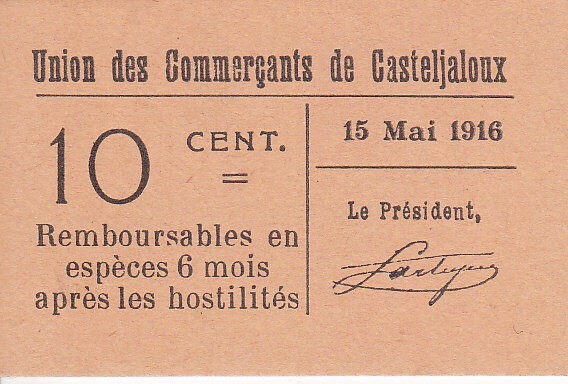 Union des Commerçants de Casteljaloux
10 CENT.
=
15 Mai 1916
Remboursables en
espèces 6 mois
après les hostilités
Le Président,